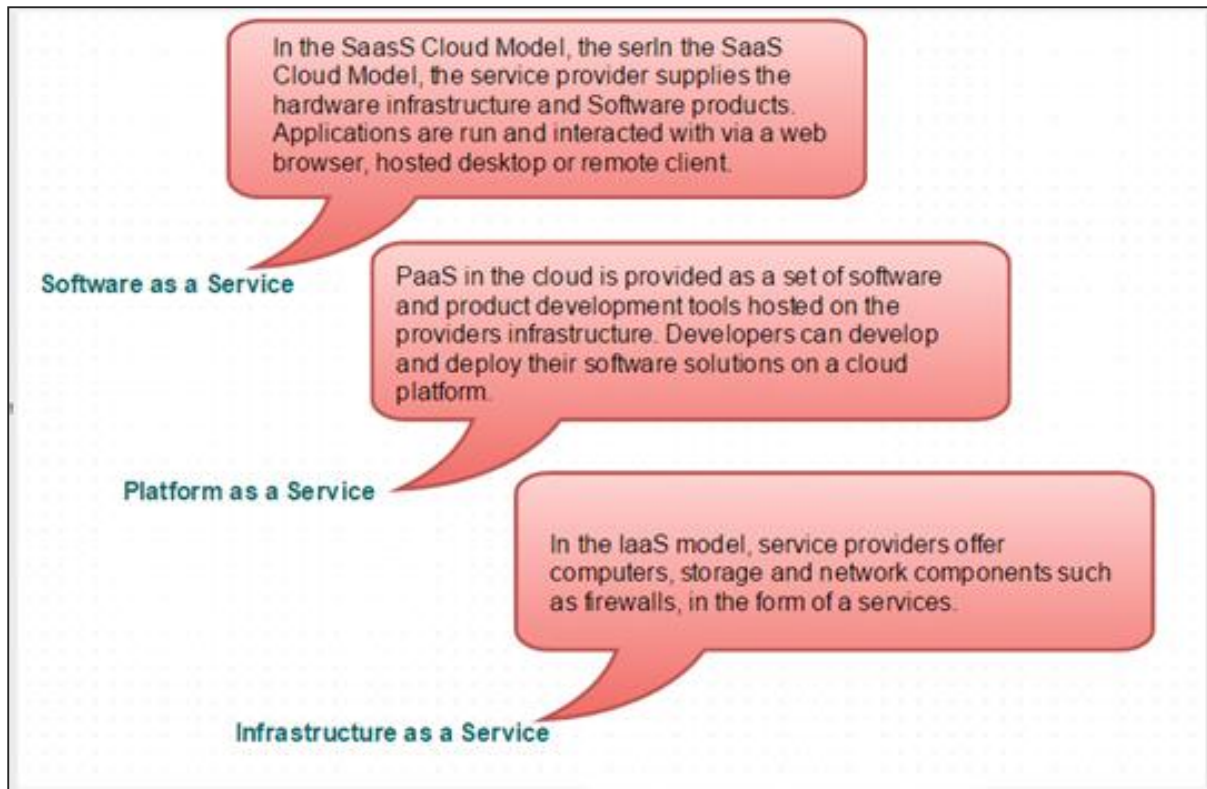 In the SaasS Cloud Model, the serIn the SaaS
Cloud Model, the service provider supplies the
hardware infrastructure and Software products.
Applications are run and interacted with via a web
browser, hosted desktop or remote client.
Software as a Service
PaaS in the cloud is provided as a set of software
and product development tools hosted on the
providers infrastructure. Developers can develop
and deploy their software solutions on a cloud
platform.
Platform as a Service
In the IaaS model, service providers offer
computers, storage and network components such
as firewalls, in the form of a services.
Infrastructure as a Service